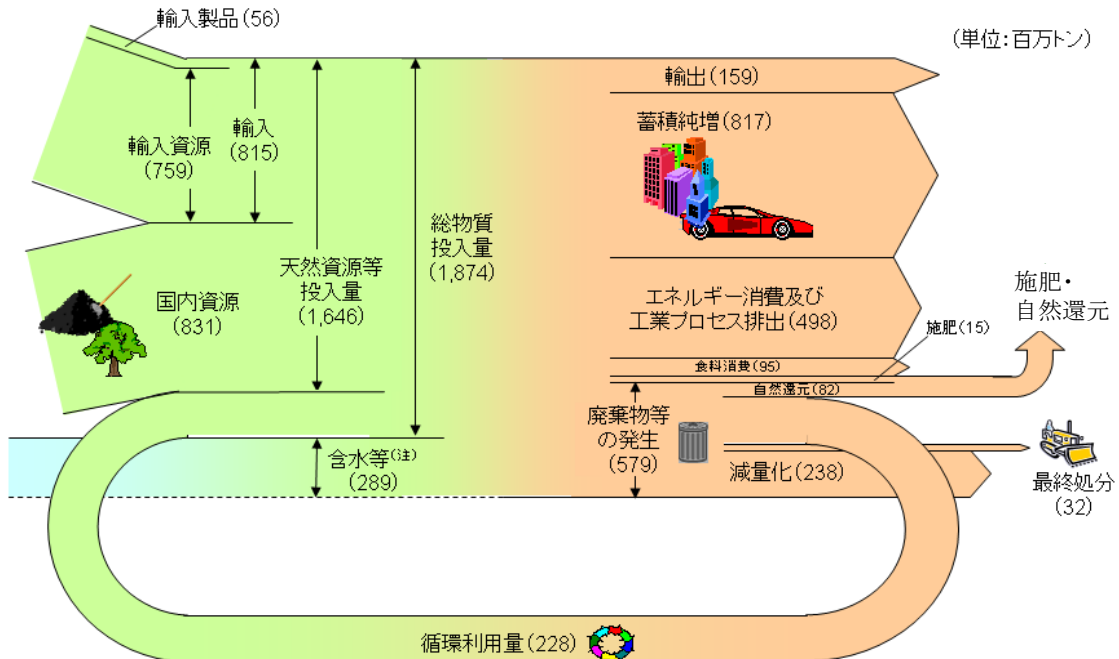 輸入製品(56)
(単位:百万トン)
輸出(159)
蓄積純増(817)
輸入資源
(759)
輸入
(815)
総物質
投入量
(1,874)
天然資源等
投入量
(1,646)
国内資源
(831)
エネルギー消費及び
工業プロセス排出(498)
施肥・
自然還元
施肥(15)
食料消費(95)
自然還元(82)
廃棄物等
の発生
(579)
含水等(注)
(289)
減量化(238)
最終処分
(32)
循環利用量(228)